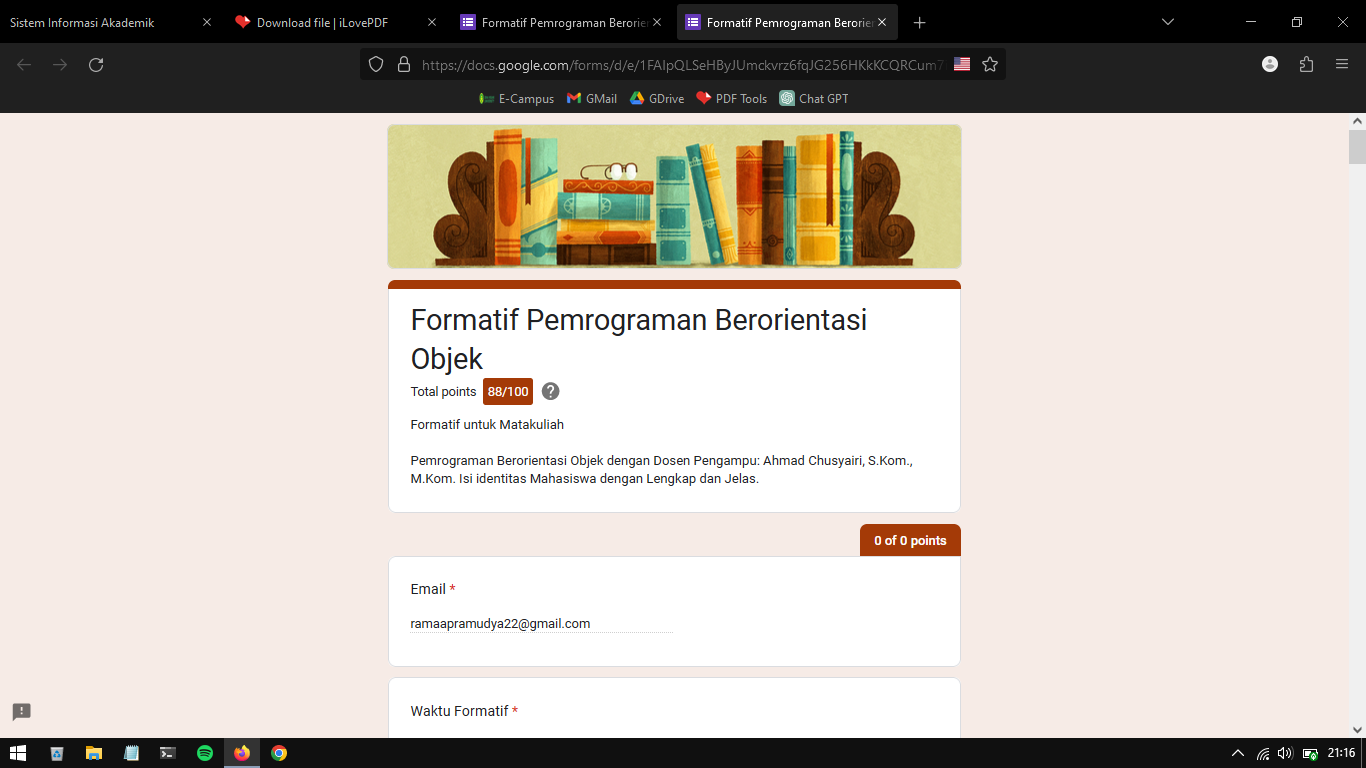 Sistem Informasi Akademik
Download file | iLovePDF
Formatif Pemrograman Berorien
Formatif Pemrograman Berorien
https://docs.google.com/forms/d/e/1FAIpQLSeHByJUmckvrz6fqJG256HKkKCQRCum7
E-Campus
GMail
GDrive
PDF Tools
Chat GPT
Formatif Pemrograman Berorientasi
Objek
Total points 88/100 ?
Formatif untuk Matakuliah
Pemrograman Berorientasi Objek dengan Dosen Pengampu: Ahmad Chusyairi, S.Kom.,
M.Kom. Isi identitas Mahasiswa dengan Lengkap dan Jelas.
0 of 0 points
Email *
ramaapramudya22@gmail.com
Waktu Formatif *
21:16